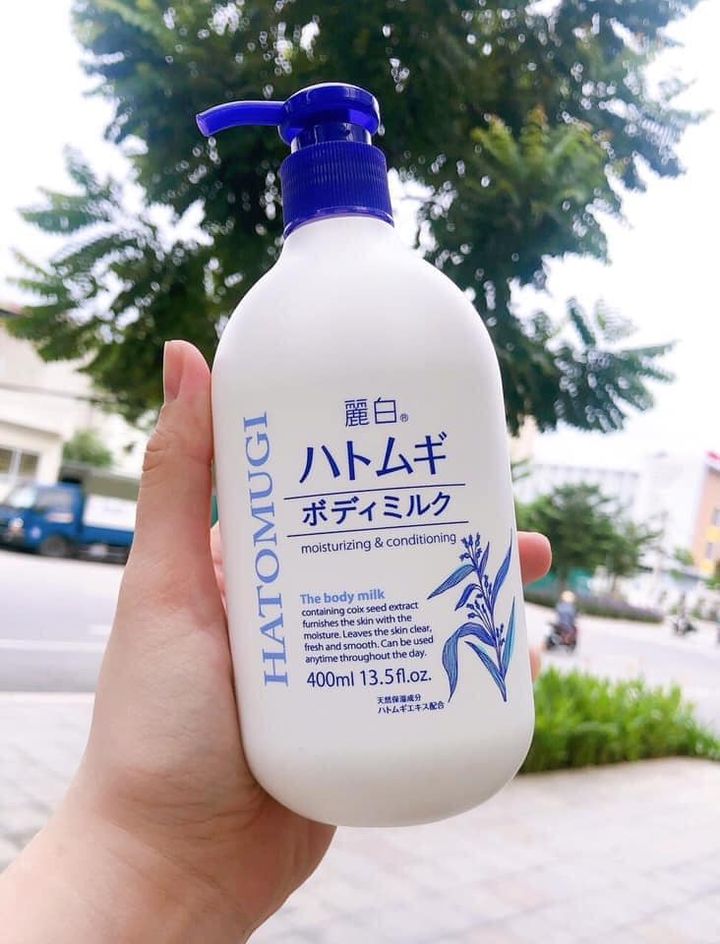 麗白®
ハトムギ
ボディミルク
moisturizing & conditioning
HATOMUGI
The body milk
containing coix seed extract
furnishes the skin with the
moisture. Leaves the skin clear,
fresh and smooth. Can be used
anytime throughout the day.
400ml 13.5fl.oz.
天然保湿成分
ハトムギエキス配合